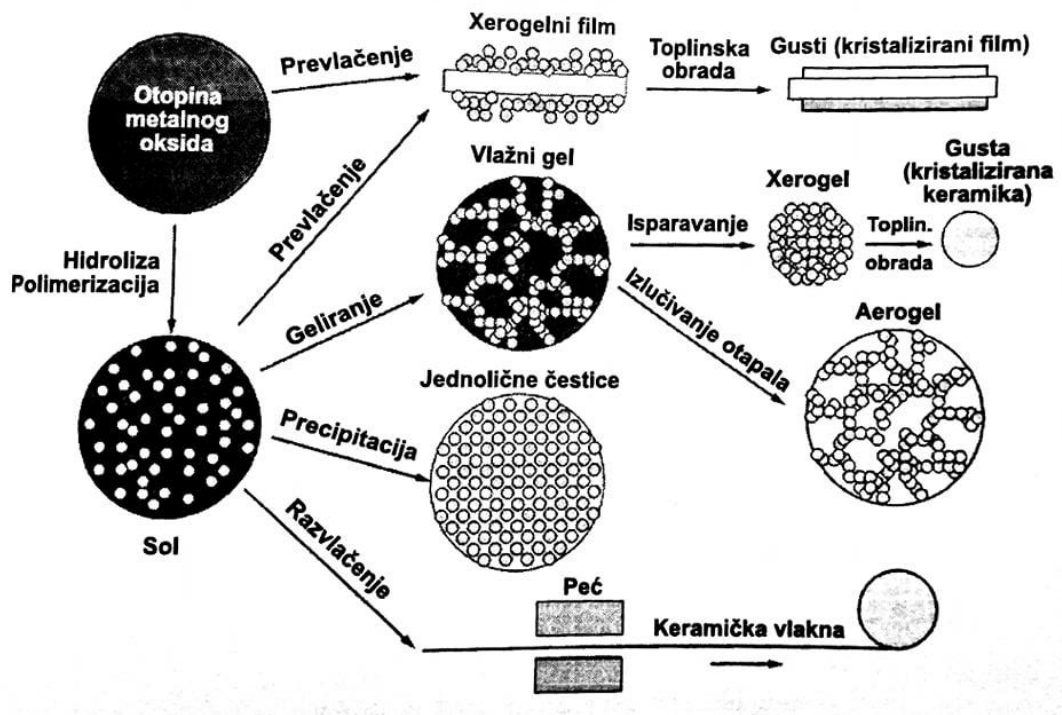 Xerogelni film
Prevlačenje
Toplinska
obrada
Gusti (kristalizirani film)
Otopina
metalnog
oksida
Prevlačenje
Vlažni gel
Xerogel
Gusta
(kristalizirana
keramika)
Isparavanje
Toplin.
obrada
Hidroliza
Polimerizacija
Geliranje
Izlučivanje otapala
Aerogel
Jednolične čestice
Precipitacija
Sol
Razvlačenje
Peć
Keramička vlakna